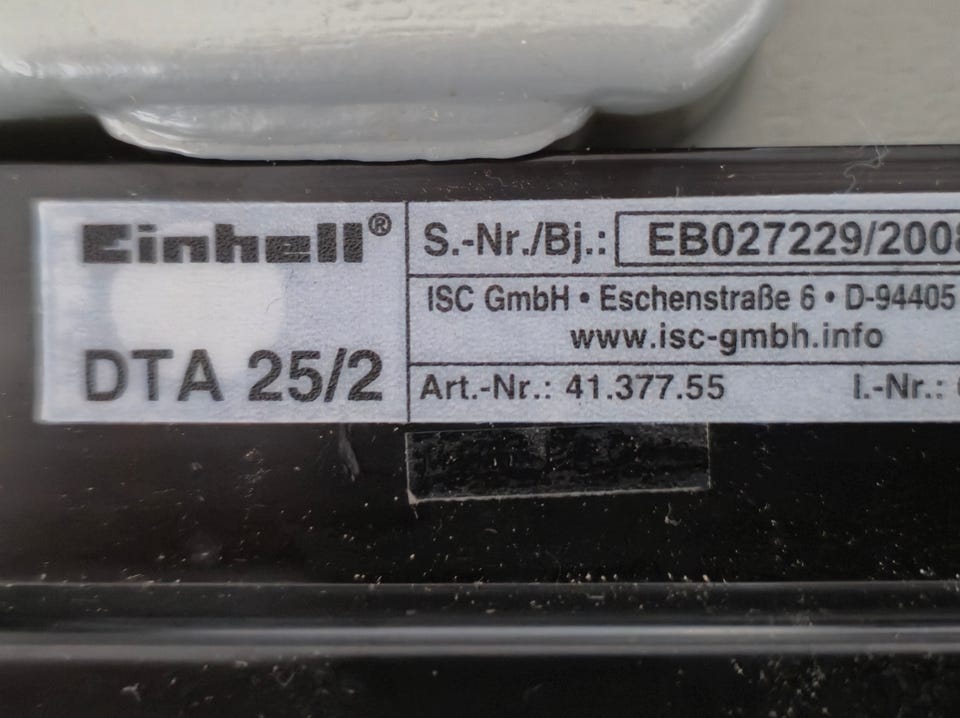 Einhell®
DTA 25/2
S.-Nr./Bj.: EB027229/2008
ISC GmbH • Eschenstraße 6 • D-94405
www.isc-gmbh.info
Art.-Nr.: 41.377.55 I.-Nr.: